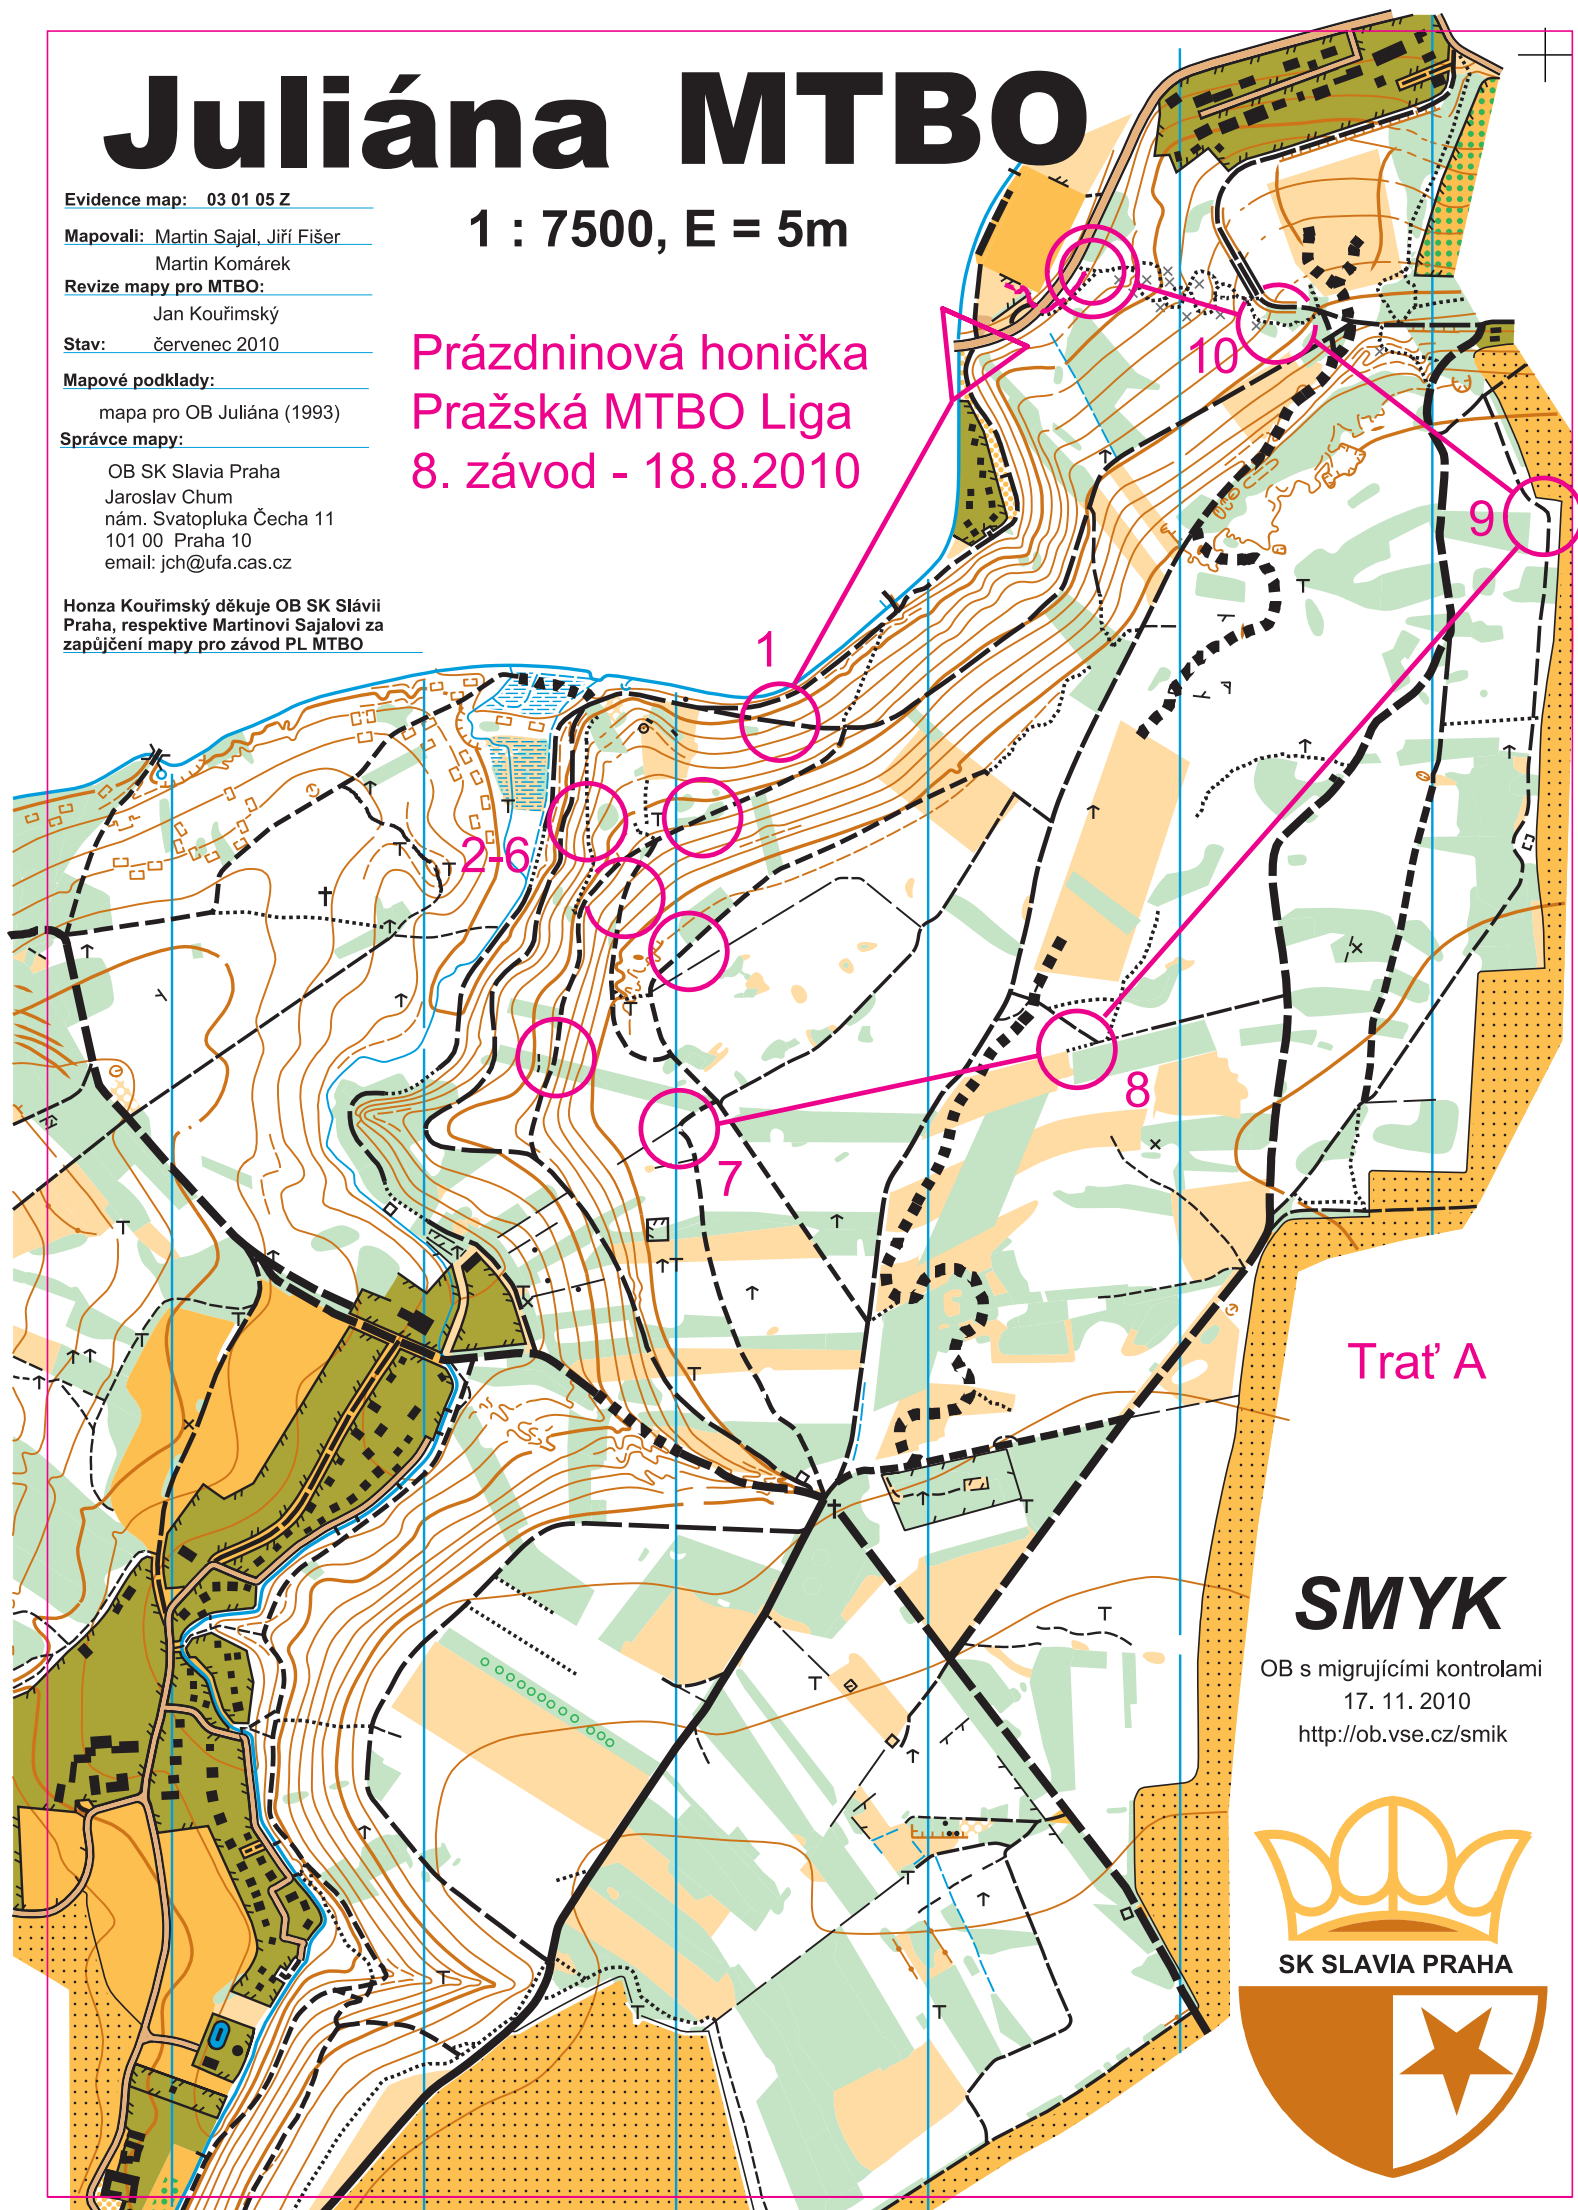 Juliána MTBO
1 : 7500, E = 5m
Evidence map: 03 01 05 Z
Mapovali: Martin Sajal, Jiří Fišer
Martin Komárek
Revize mapy pro MTBO:
Jan Kouřimský
Stav: červenec 2010
Mapové podklady:
mapa pro OB Juliána (1993)
Správce mapy:
OB SK Slavia Praha
Jaroslav Chum
nám. Svatopluka Čecha 11
101 00 Praha 10
email: jch@ufa.cas.cz
Honza Kouřimský děkuje OB SK Slávii
Praha, respektive Martinovi Sajalovi za
zapůjčení mapy pro závod PL MTBO
Prázdninová honička
Pražská MTBO Liga
8. závod - 18.8.2010
10
9
1
2-6
8
7
Trať A
SMYK
OB s migrujícími kontrolami
17. 11. 2010
http://ob.vse.cz/smik
SK SLAVIA PRAHA